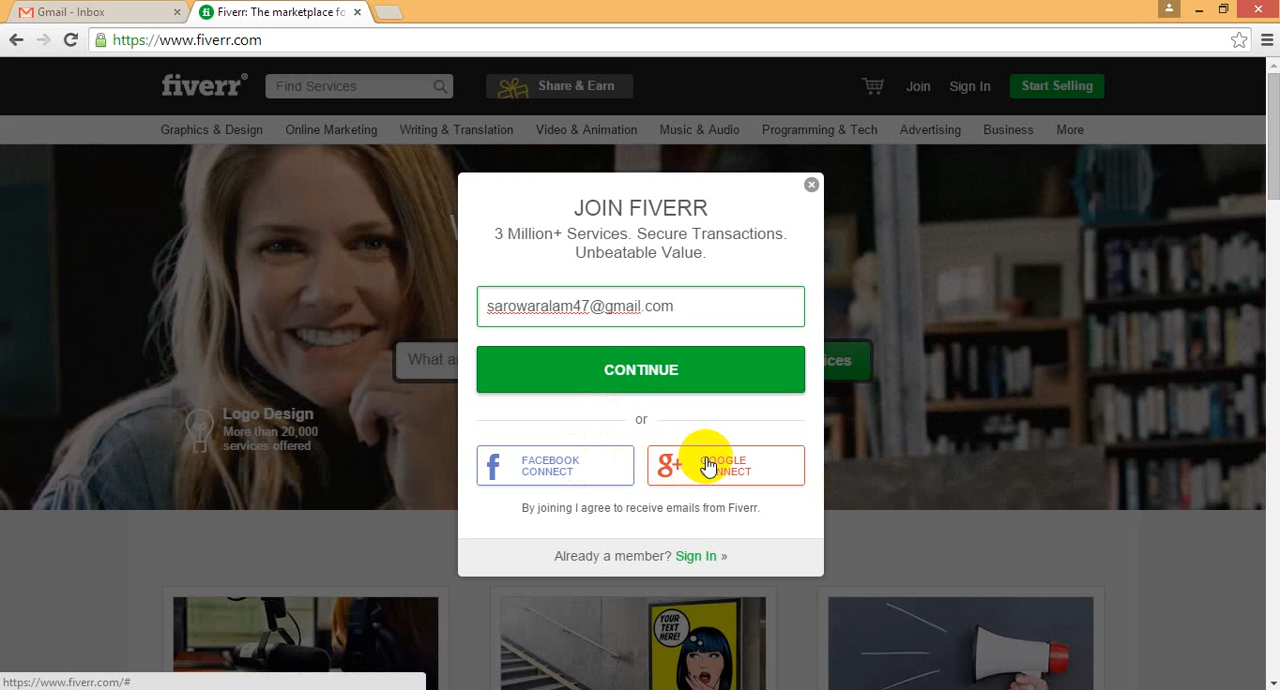 Gmail - Inbox
Fiverr: The marketplace fo
https://www.fiverr.com
fiverr®
Find Services
Share & Earn
Join
Sign In
Start Selling
Graphics & Design
Online Marketing
Writing & Translation
Video & Animation
Music & Audio
Programming & Tech
Advertising
Business
More
JOIN FIVERR
3 Million+ Services. Secure Transactions.
Unbeatable Value.
sarowaralam47@gmail.com
What
CONTINUE
Logo Design
More than 20,000
services offered
or
f FACEBOOK
CONNECT
g+
By joining I agree to receive emails from Fiverr.
Already a member? Sign In »
YOUR
TEXT
HERE!
https://www.fiverr.com/#